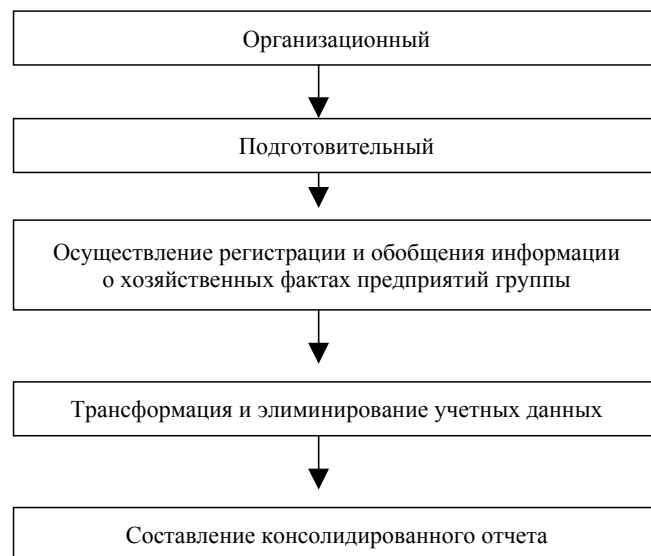 Организационный
Подготовительный
Осуществление регистрации и обобщения информации
о хозяйственных фактах предприятий группы
Трансформация и элиминирование учетных данных
Составление консолидированного отчета